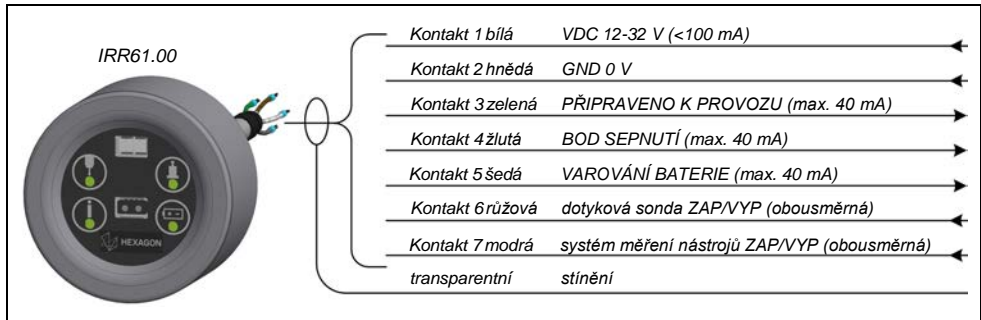 IRR61.00
Kontakt 1 bílá VDC 12-32 V (<100 mA)
Kontakt 2 hnědá GND 0 V
Kontakt 3 zelená PŘIPRAVENO K PROVOZU (max. 40 mA)
Kontakt 4 žlutá BOD SEPNUTÍ (max. 40 mA)
Kontakt 5 šedá VAROVÁNÍ BATERIE (max. 40 mA)
Kontakt 6 růžová dotyková sonda ZAP/VYP (obousměrná)
Kontakt 7 modrá systém měření nástrojů ZAP/VYP (obousměrná)
transparentní stínění
HEXAGON